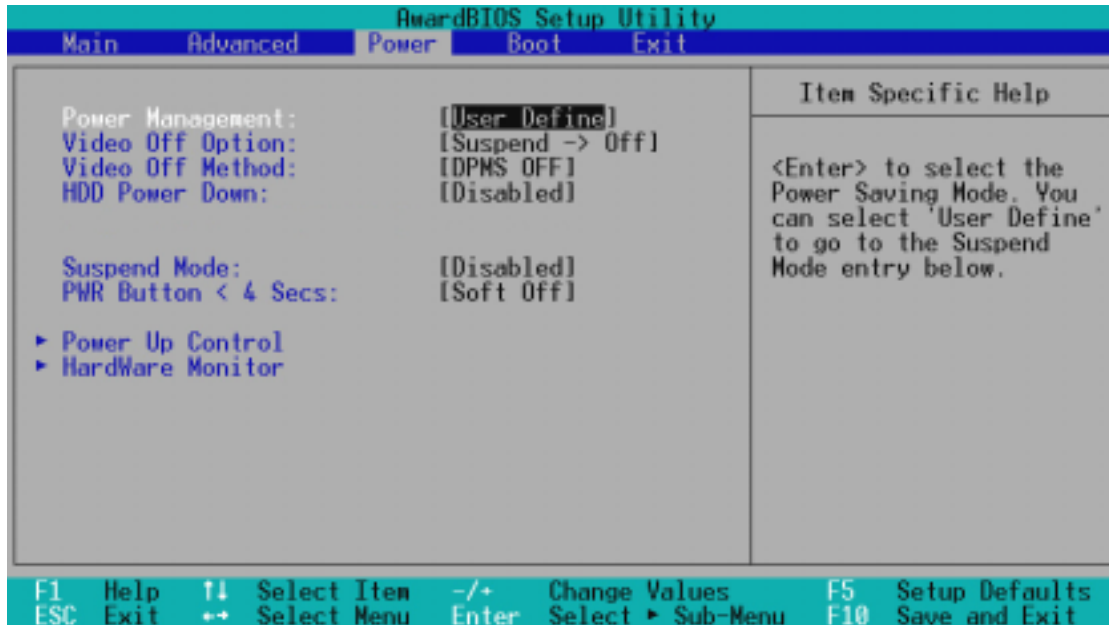 AwardBIOS Setup Utility
Main Advanced Power Boot Exit
Power Management: [User Define]
Video Off Option: [Suspend -> Off]
Video Off Method: [DPMS OFF]
HDD Power Down: [Disabled]
Suspend Mode: [Disabled]
PWR Button < 4 Secs: [Soft Off]
► Power Up Control
► HardWare Monitor
Item Specific Help
<Enter> to select the
Power Saving Mode. You
can select 'User Define'
to go to the Suspend
Mode entry below.
F1 Help ↑↓ Select Item -/+ Change Values F5 Setup Defaults
ESC Exit ←→ Select Menu Enter Select ► Sub-Menu F10 Save and Exit